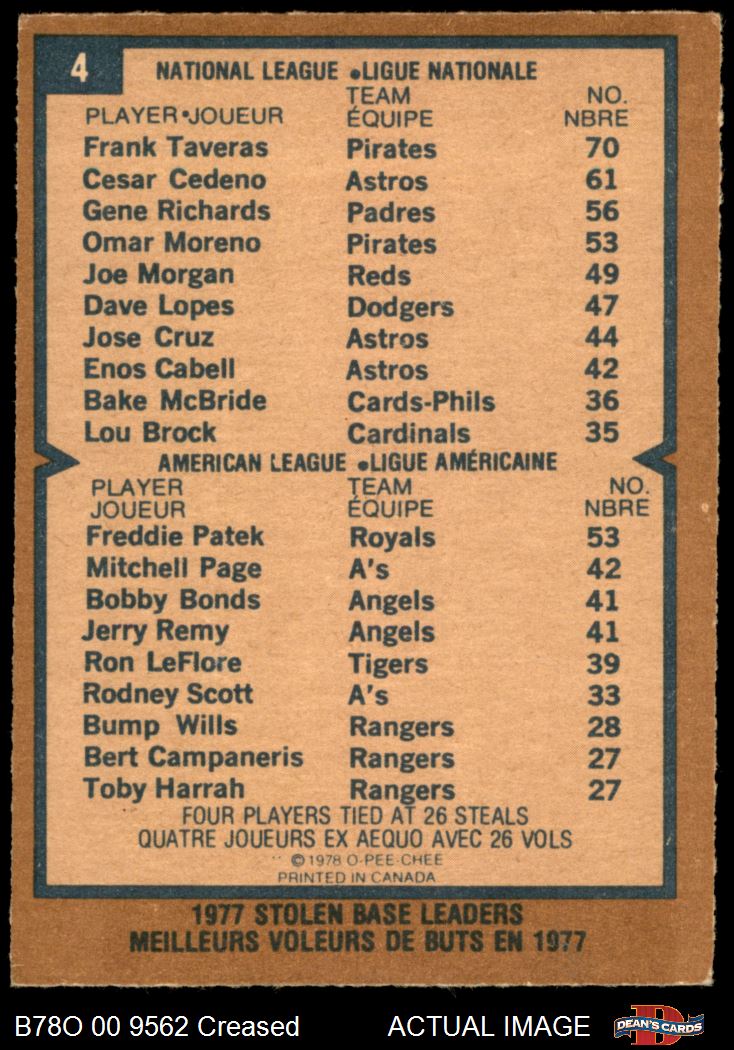 4
NATIONAL LEAGUE •LIGUE NATIONALE
PLAYER•JOUEUR TEAM ÉQUIPE NO. NBRE
Frank Taveras Pirates 70
Cesar Cedeno Astros 61
Gene Richards Padres 56
Omar Moreno Pirates 53
Joe Morgan Reds 49
Dave Lopes Dodgers 47
Jose Cruz Astros 44
Enos Cabell Astros 42
Bake McBride Cards-Phils 36
Lou Brock Cardinals 35
AMERICAN LEAGUE •LIGUE AMÉRICAINE
PLAYER TEAM NO.
JOUEUR ÉQUIPE NBRE
Freddie Patek Royals 53
Mitchell Page A's 42
Bobby Bonds Angels 41
Jerry Remy Angels 41
Ron LeFlore Tigers 39
Rodney Scott A's 33
Bump Wills Rangers 28
Bert Campaneris Rangers 27
Toby Harrah Rangers 27
FOUR PLAYERS TIED AT 26 STEALS
QUATRE JOUEURS EX AEQUO AVEC 26 VOLS
©1978 O-PEE-CHEE
PRINTED IN CANADA
1977 STOLEN BASE LEADERS
MEILLEURS VOLEURS DE BUTS EN 1977
B78O 00 9562 Creased ACTUAL IMAGE
D
DEAN'S CARDS